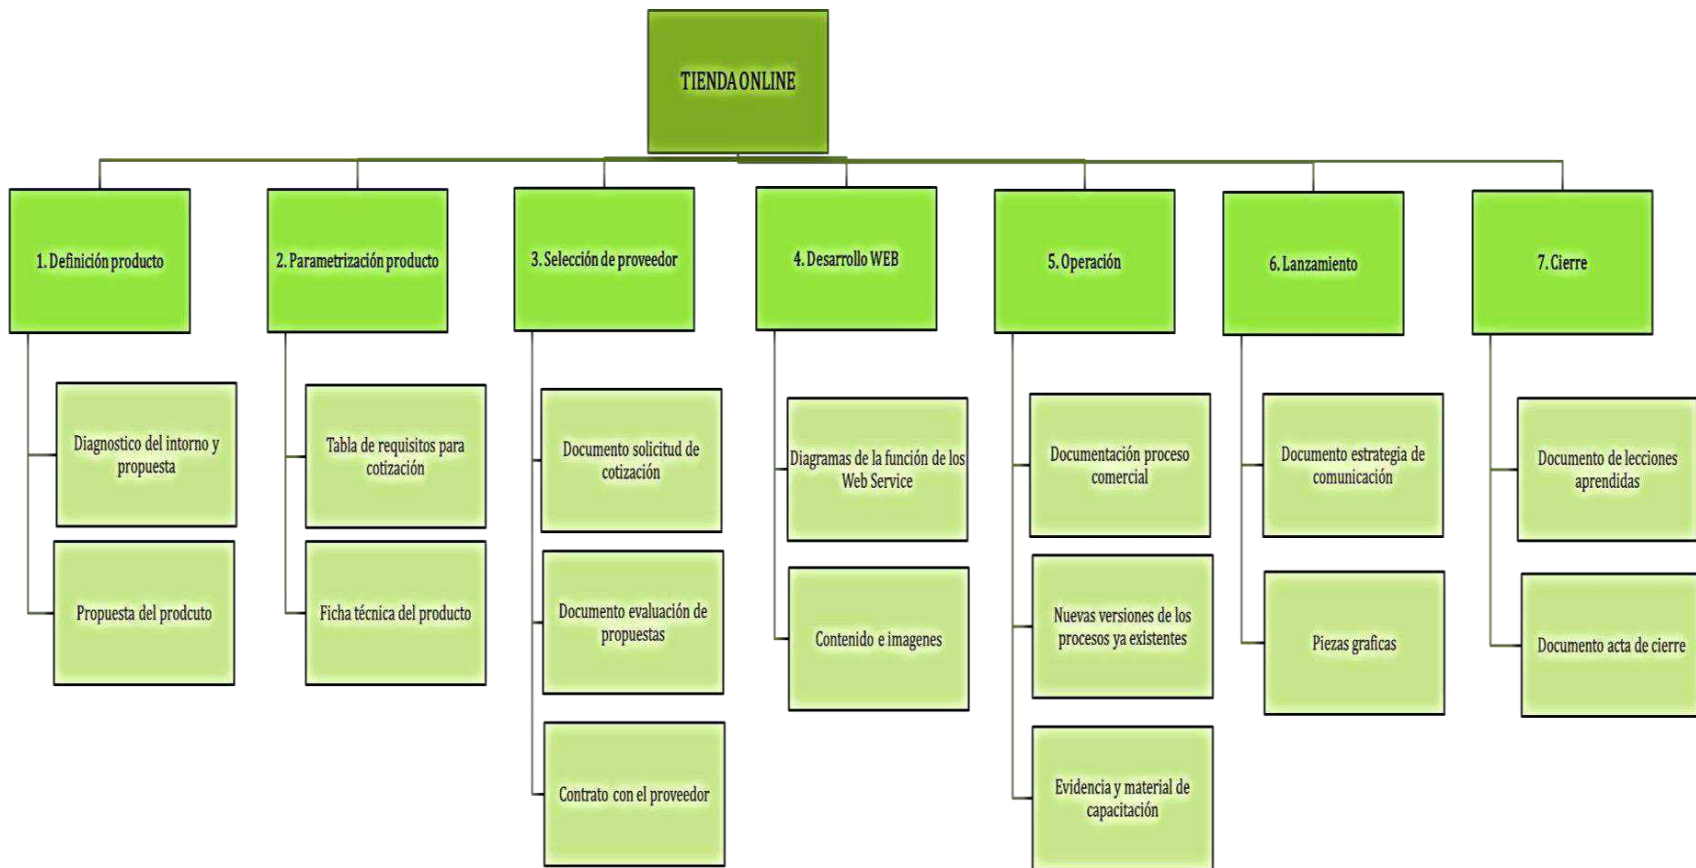 TIENDA ONLINE
1. Definición producto
2. Parametrización producto
3. Selección de proveedor
4. Desarrollo WEB
5. Operación
6. Lanzamiento
7. Cierre
Diagnostico del intorno y
propuesta
Propuesta del prodcuto
Tabla de requisitos para
cotización
Ficha técnica del producto
Documento solicitud de
cotización
Documento evaluación de
propuestas
Contrato con el proveedor
Diagramas de la función de los
Web Service
Contenido e imagenes
Documentación proceso
comercial
Nuevas versiones de los
procesos ya existentes
Evidencia y material de
capacitación
Documento estrategia de
comunicación
Piezas graficas
Documento de lecciones
aprendidas
Documento acta de cierre